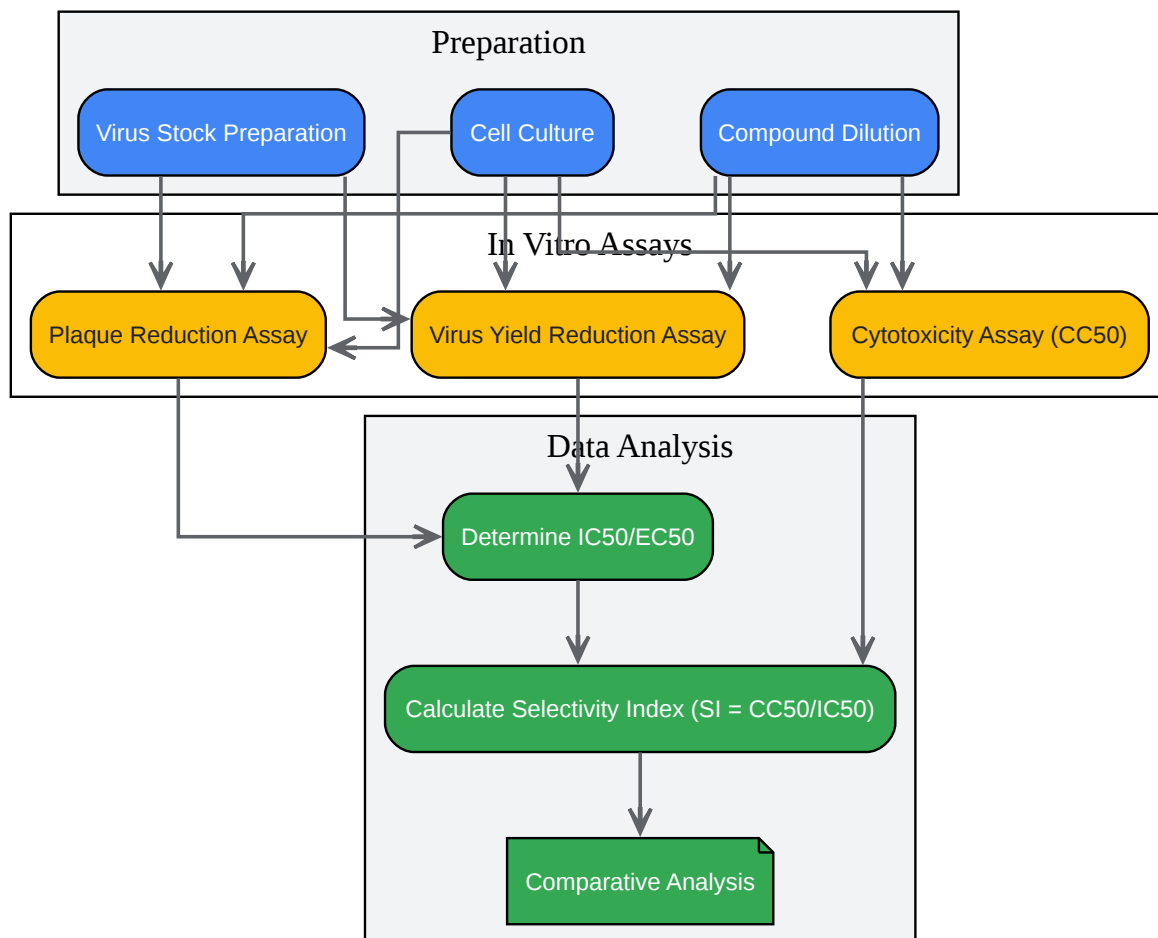 Preparation
Virus Stock Preparation
Cell Culture
Compound Dilution
In Vitro Assays
Plaque Reduction Assay
Virus Yield Reduction Assay
Cytotoxicity Assay (CC50)
Data Analysis
Determine IC50/EC50
Calculate Selectivity Index (SI = CC50/IC50)
Comparative Analysis